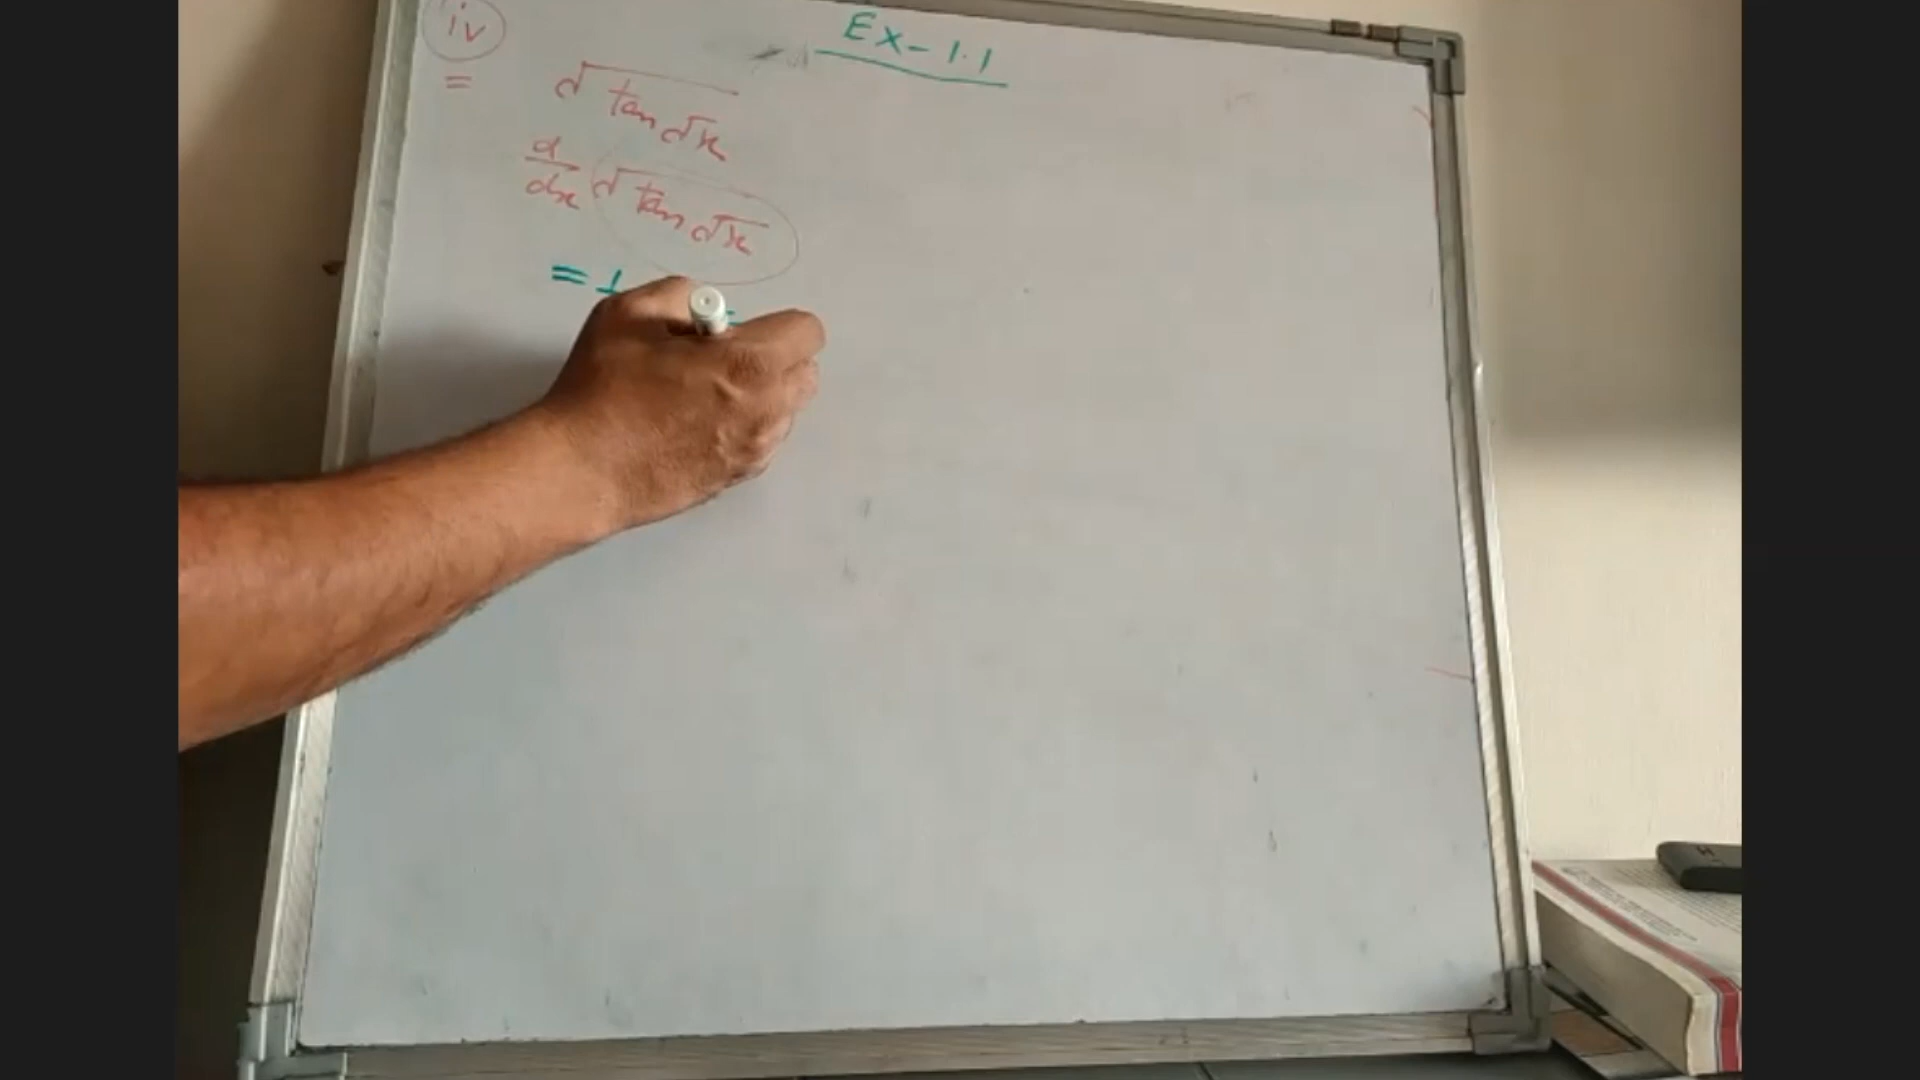 iv
Ex-1.1
= √tan√x
d/dx √tan√x
=